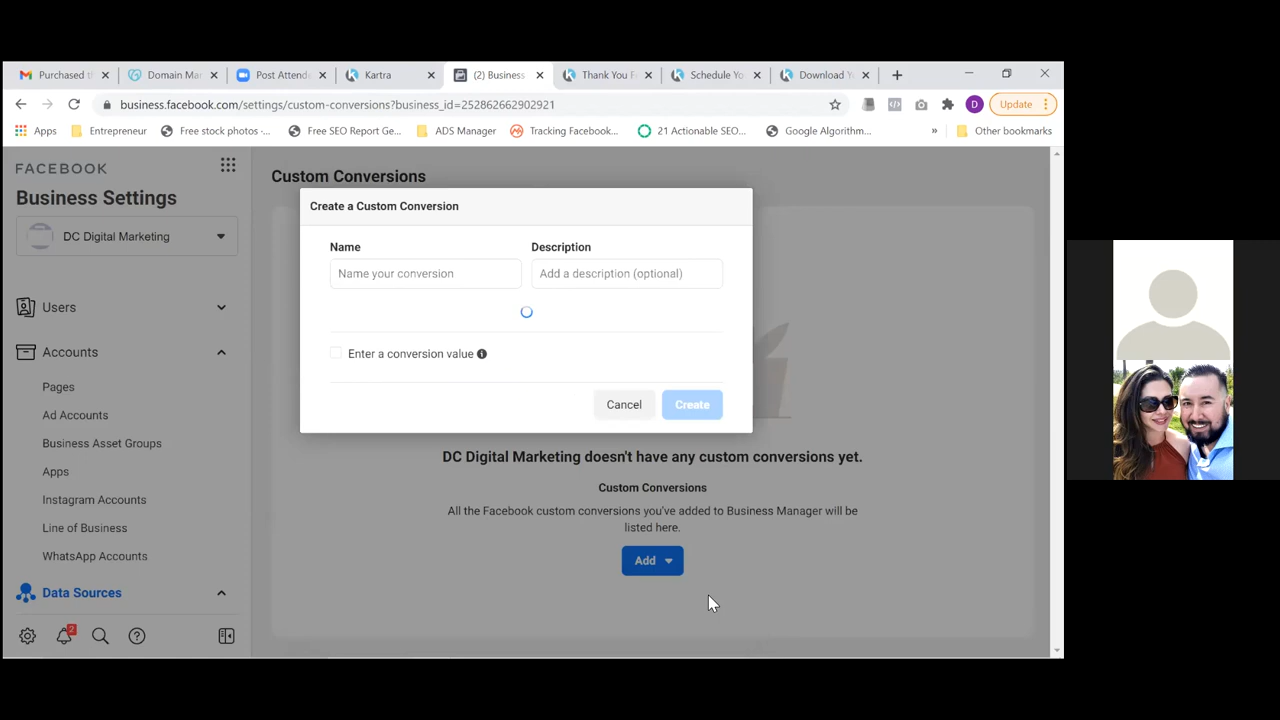 Purchased t
Domain Mar
Post Attende
Kartra
(2) Business
Thank You F
Schedule Yo
Download Y
business.facebook.com/settings/custom-conversions?business_id=252862662902921
D
Update
Apps
Entrepreneur
Free stock photos -...
Free SEO Report Ge...
ADS Manager
Tracking Facebook...
21 Actionable SEO...
Google Algorithm...
»
Other bookmarks
FACEBOOK
Business Settings
DC Digital Marketing
Users
Accounts
Pages
Ad Accounts
Business Asset Groups
Apps
Instagram Accounts
Line of Business
WhatsApp Accounts
Data Sources
2
Custom Conversions
Create a Custom Conversion
Name
Description
Name your conversion
Add a description (optional)
Enter a conversion value
Cancel
Create
DC Digital Marketing doesn't have any custom conversions yet.
Custom Conversions
All the Facebook custom conversions you've added to Business Manager will be
listed here.
Add